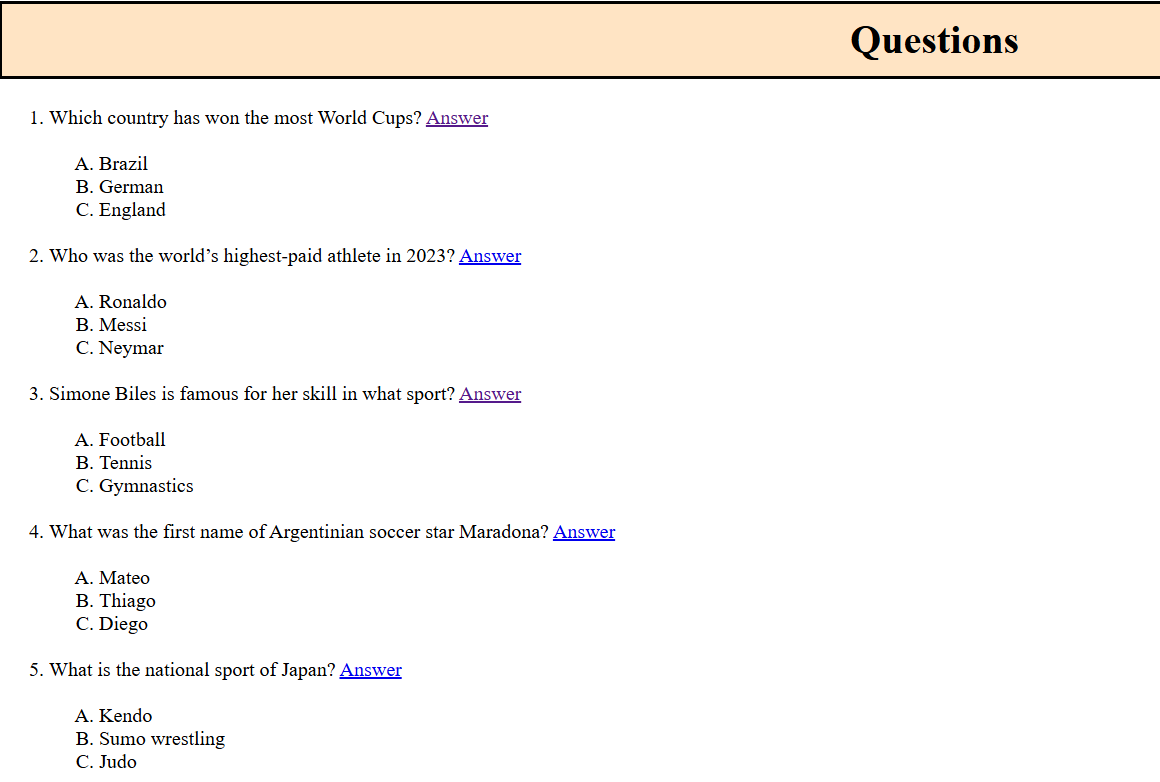 Questions
1. Which country has won the most World Cups? Answer
A. Brazil
B. German
C. England
2. Who was the world’s highest-paid athlete in 2023? Answer
A. Ronaldo
B. Messi
C. Neymar
3. Simone Biles is famous for her skill in what sport? Answer
A. Football
B. Tennis
C. Gymnastics
4. What was the first name of Argentinian soccer star Maradona? Answer
A. Mateo
B. Thiago
C. Diego
5. What is the national sport of Japan? Answer
A. Kendo
B. Sumo wrestling
C. Judo